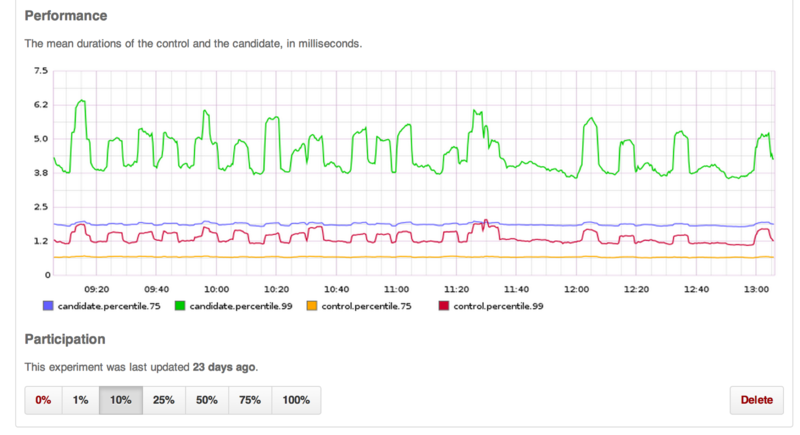 Performance
The mean durations of the control and the candidate, in milliseconds.
7.5
6.2
5.0
3.8
2.5
1.2
0
09:20 09:40 10:00 10:20 10:40 11:00 11:20 11:40 12:00 12:20 12:40 13:00
candidate.percentile.75 candidate.percentile.99 control.percentile.75 control.percentile.99
Participation
This experiment was last updated 23 days ago.
0% 1% 10% 25% 50% 75% 100% Delete